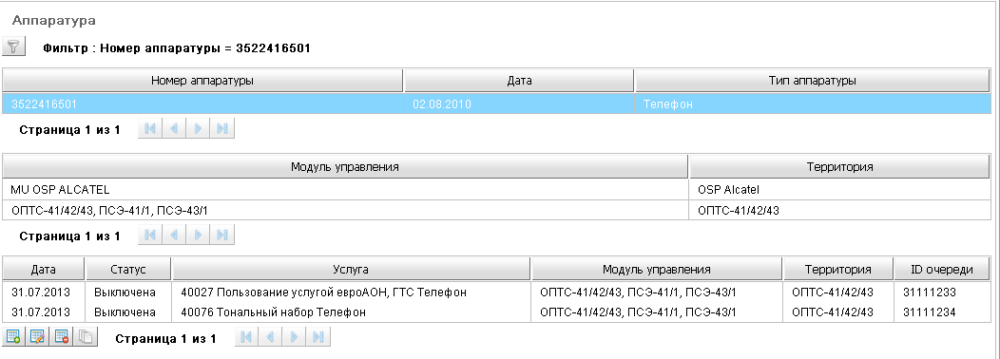 Аппаратура
Фильтр : Номер аппаратуры = 3522416501
Номер аппаратуры Дата Тип аппаратуры
3522416501 02.08.2010 Телефон
Страница 1 из 1
Модуль управления Территория
MU OSP ALCATEL OSP Alcatel
ОПТС-41/42/43, ПСЭ-41/1, ПСЭ-43/1 ОПТС-41/42/43
Страница 1 из 1
Дата Статус Услуга Модуль управления Территория ID очереди
31.07.2013 Выключена 40027 Пользование услугой евроАОН, ГТС Телефон ОПТС-41/42/43, ПСЭ-41/1, ПСЭ-43/1 ОПТС-41/42/43 31111233
31.07.2013 Выключена 40076 Тональный набор Телефон ОПТС-41/42/43, ПСЭ-41/1, ПСЭ-43/1 ОПТС-41/42/43 31111234
Страница 1 из 1